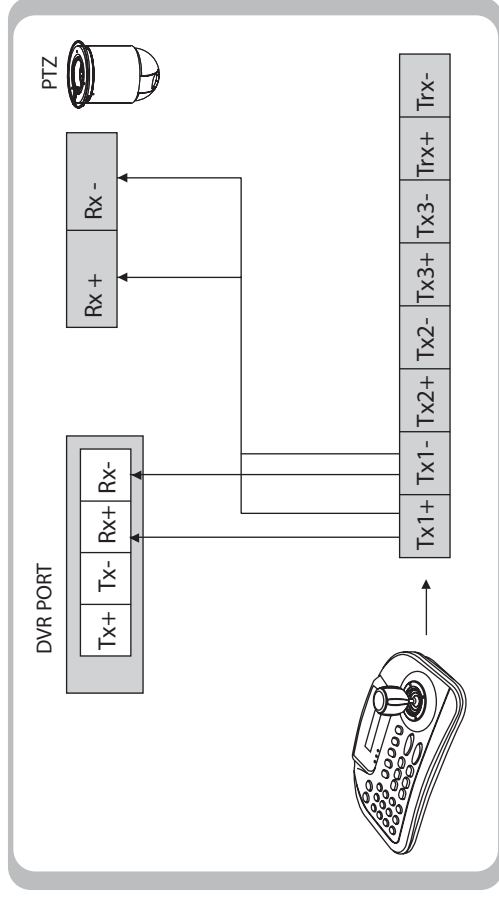 PTZ
DVR PORT
Rx + Rx -
Tx+ Tx- Rx+ Rx-
Tx1+ Tx1- Tx2+ Tx2- Tx3+ Tx3- Trx+ Trx-